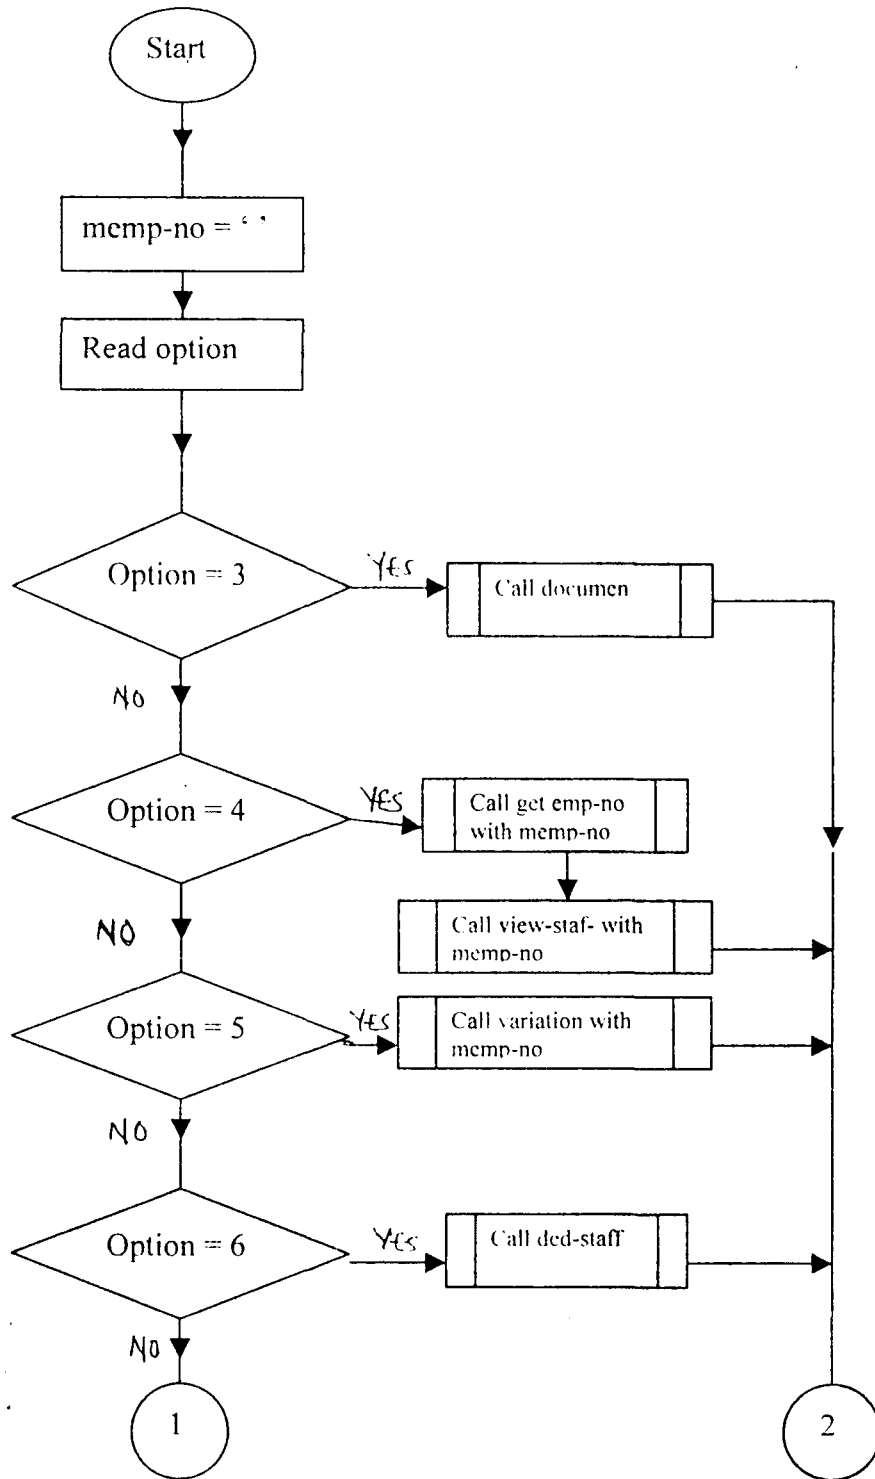 Start
memp-no = ‘ ’
Read option
Option = 3
YES
Call documen
NO
Option = 4
YES
Call get emp-no
with memp-no
NO
Call view-staf- with
memp-no
Option = 5
YES
Call variation with
memp-no
NO
Option = 6
YES
Call ded-staff
NO
1
2